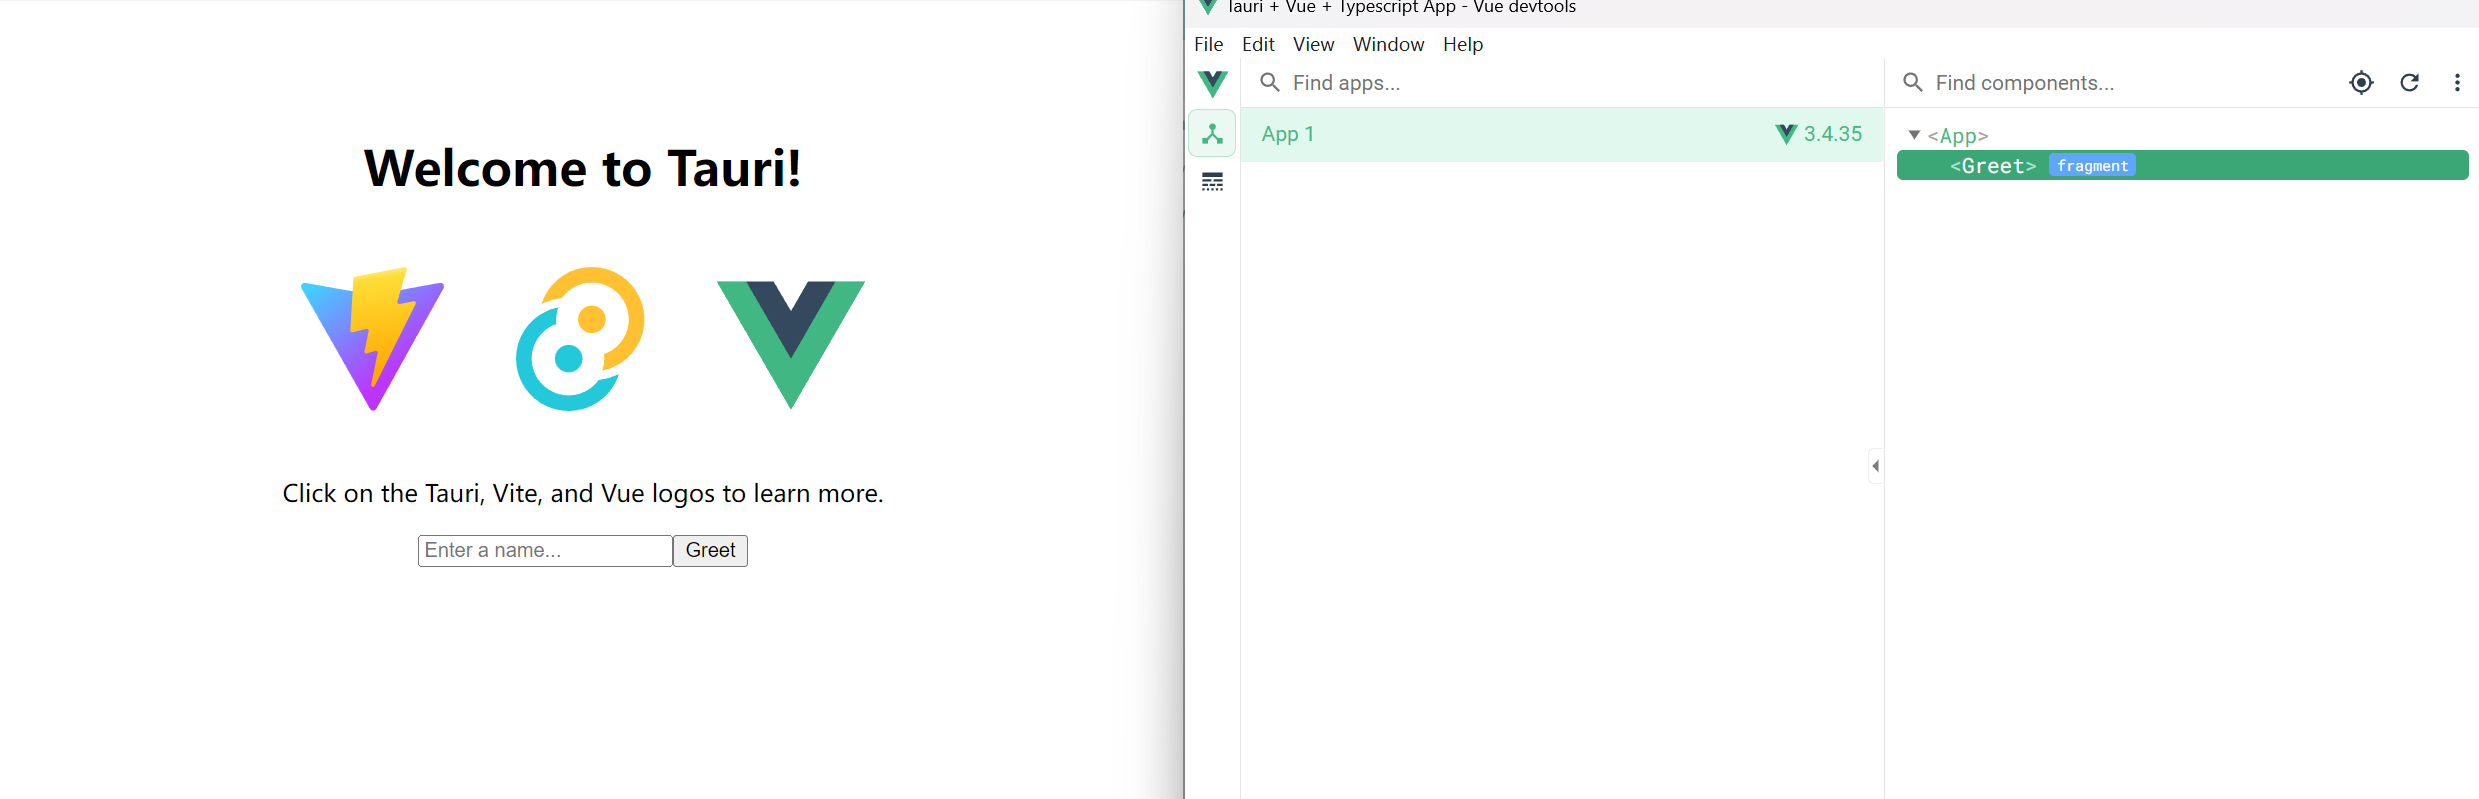 Welcome to Tauri!
Click on the Tauri, Vite, and Vue logos to learn more.
Enter a name... Greet
Tauri + Vue + Typescript App - Vue devtools
File Edit View Window Help
Find apps...
App 1 3.4.35
Find components...
<App>
<Greet> fragment